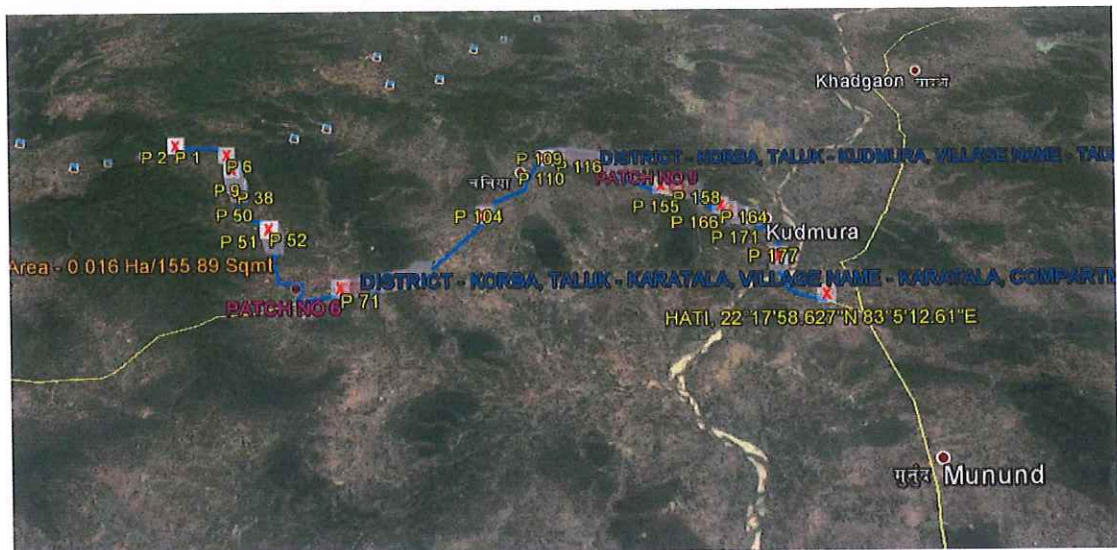 Khadgaon
P 2 P 1
P 6
P 109
P 116
DISTRICT - KORBA, TALUK - KUDMURA, VILLAGE NAME - TAL
चचिया
P 110
PATCH NO 9
P 9
P 38
P 155
P 158
P 50
P 104
P 166
P 164
P 51
P 52
P 171
Kudmura
P 177
Area - 0 016 Ha/155.89 Sqmt
DISTRICT - KORBA, TALUK - KARATALA, VILLAGE NAME - KARATALA, COMPARTI
P 71
PATCH NO 6
HATI, 22°17'58.627"N 83°5'12.61"E
मुनुंद Munund